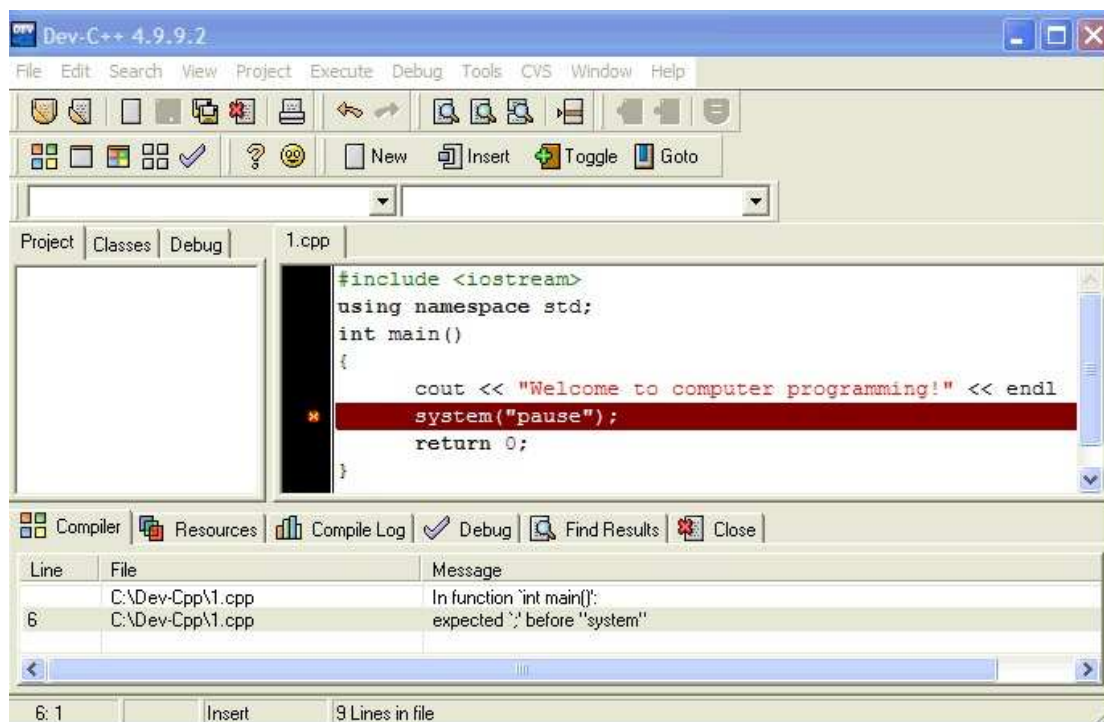 Dev-C++ 4.9.9.2
File Edit Search View Project Execute Debug Tools CVS Window Help
New Insert Toggle Goto
Project Classes Debug 1.cpp
#include <iostream>
using namespace std;
int main()
{
cout << "Welcome to computer programming!" << endl
system("pause");
return 0;
}
Compiler Resources Compile Log Debug Find Results Close
Line File Message
C:\Dev-Cpp\1.cpp In function `int main()':
6 C:\Dev-Cpp\1.cpp expected `;' before "system"
6: 1 Insert 9 Lines in file